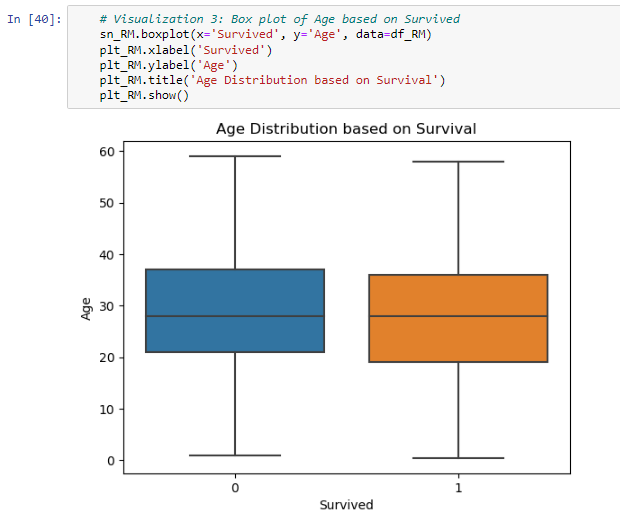 In [40]:
# Visualization 3: Box plot of Age based on Survived
sn_RM.boxplot(x='Survived', y='Age', data=df_RM)
plt_RM.xlabel('Survived')
plt_RM.ylabel('Age')
plt_RM.title('Age Distribution based on Survival')
plt_RM.show()
Age Distribution based on Survival
60
50
40
30
20
10
0
Age
0
1
Survived